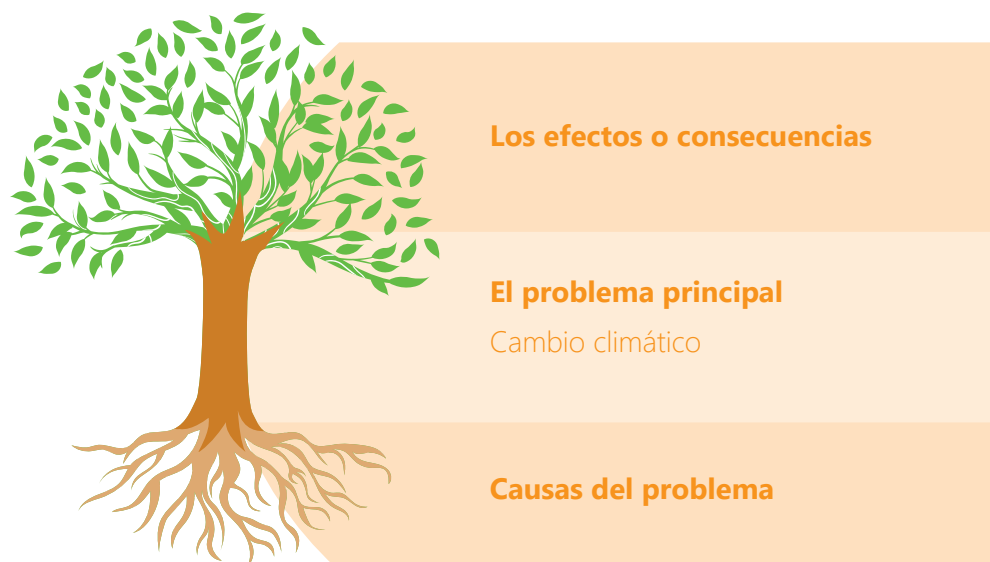 Los efectos o consecuencias
El problema principal
Cambio climático
Causas del problema